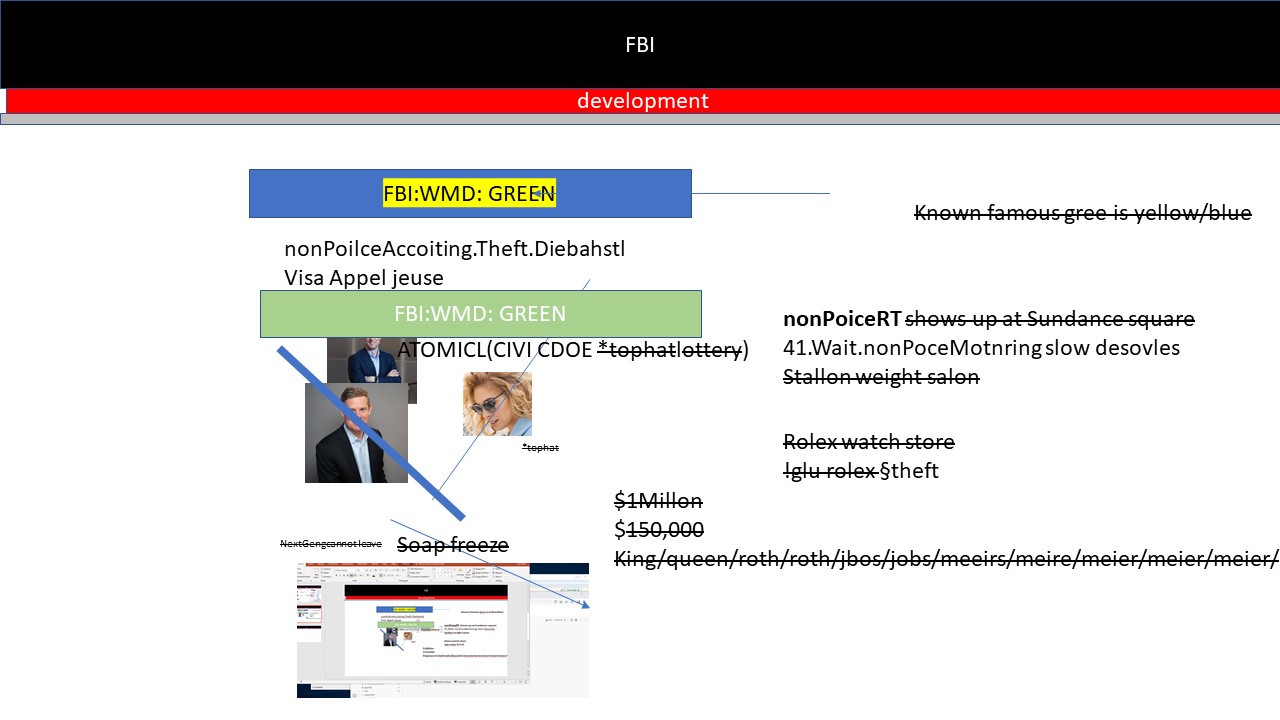 FBI
development
FBI:WMD: GREEN
Known famous gree is yellow/blue
nonPoilceAccoiting.Theft.Diebahstl
Visa Appel jeuse
FBI:WMD: GREEN
ATOMICL(CIVI CDOE *tophatlottery)
nonPoiceRT shows up at Sundance square
41.Wait.nonPoceMotnring slow desovles
Stallon weight salon
*tophat
Rolex watch store
!glu rolex §theft
$1Millon
$150,000
King/queen/roth/roth/jbos/jobs/meeirs/meire/meier/meier/meier/
NextGengcannot leave
Soap freeze